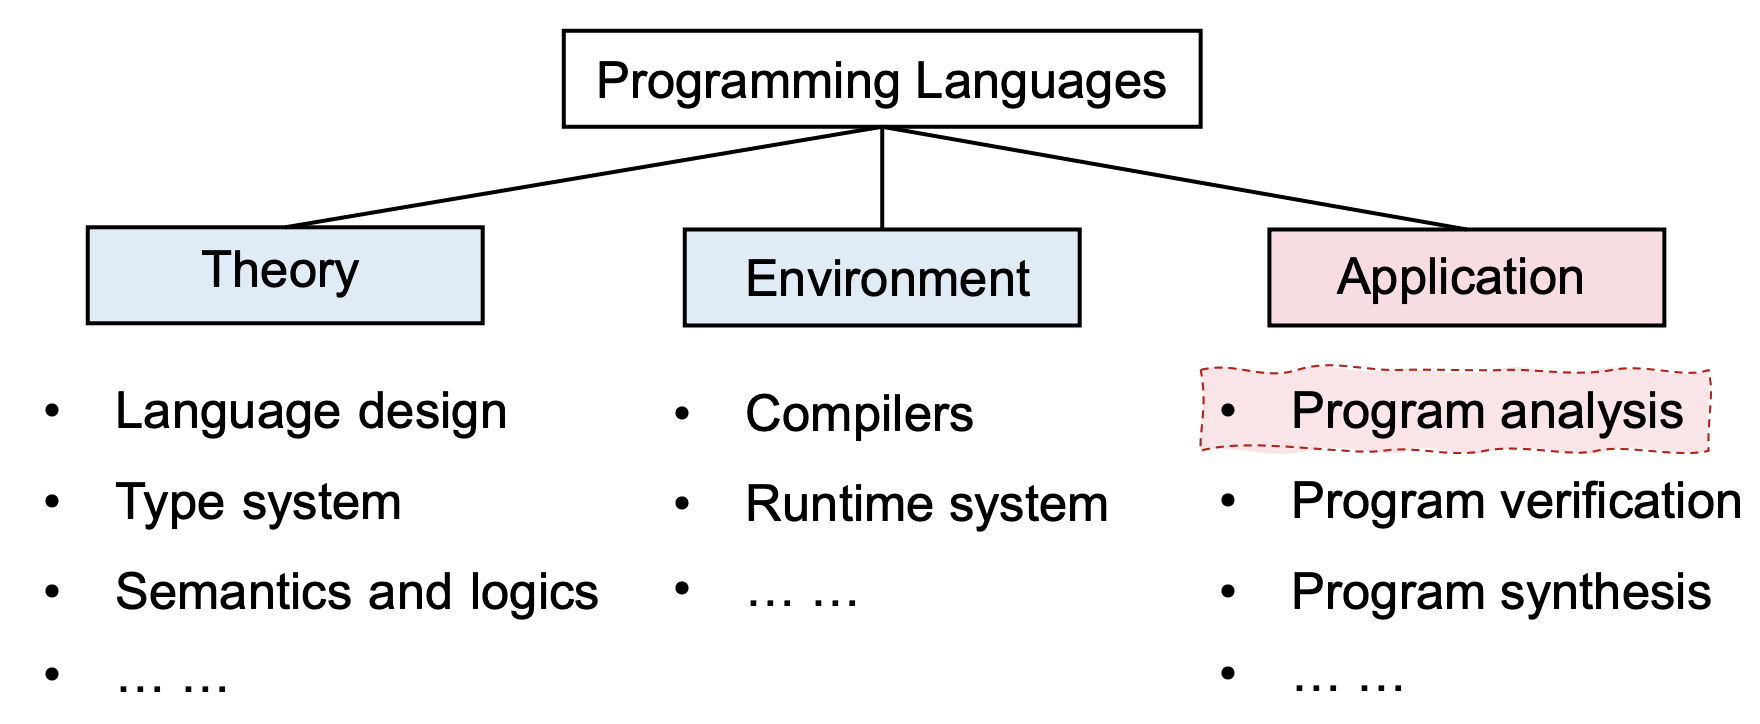 Programming Languages
Theory
Environment
Application
• Language design
• Type system
• Semantics and logics
• … …
• Compilers
• Runtime system
• … …
• Program analysis
• Program verification
• Program synthesis
• … …